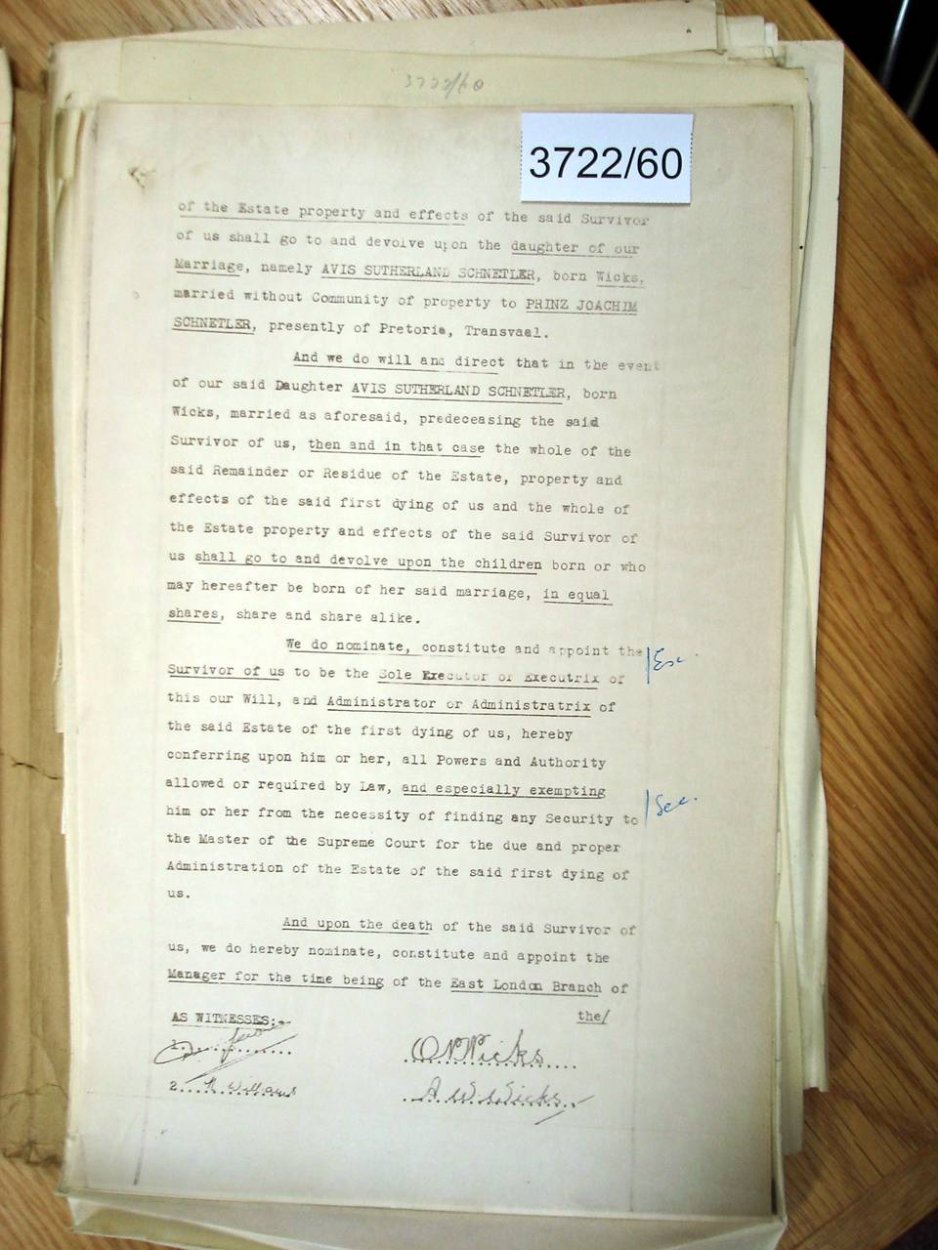 3722/60
3722/60
of the Estate property and effects of the said Survivor
of us shall go to and devolve upon the daughter of our
Marriage, namely AVIS SUTHERLAND SCHNETLER, born Wicks,
married without Community of property to PRINZ JOACHIM
SCHNETLER, presently of Pretoria, Transvaal.
And we do will and direct that in the event
of our said Daughter AVIS SUTHERLAND SCHNETLER, born
Wicks, married as aforesaid, predeceasing the said
Survivor of us, then and in that case the whole of the
said Remainder or Residue of the Estate, property and
effects of the said first dying of us and the whole of
the Estate property and effects of the said Survivor of
us shall go to and devolve upon the children born or who
may hereafter be born of her said marriage, in equal
shares, share and share alike.
We do nominate, constitute and appoint the
Survivor of us to be the Sole Executor or Executrix of
this our Will, and Administrator or Administratrix of
the said Estate of the first dying of us, hereby
conferring upon him or her, all Powers and Authority
allowed or required by Law, and especially exempting
him or her from the necessity of finding any Security to
the Master of the Supreme Court for the due and proper
Administration of the Estate of the said first dying of
us.
And upon the death of the said Survivor of
us, we do hereby nominate, constitute and appoint the
Manager for the time being of the East London Branch of
the/
AS WITNESSES:-
1.
2.
Wicks
A W Wicks
Sec.